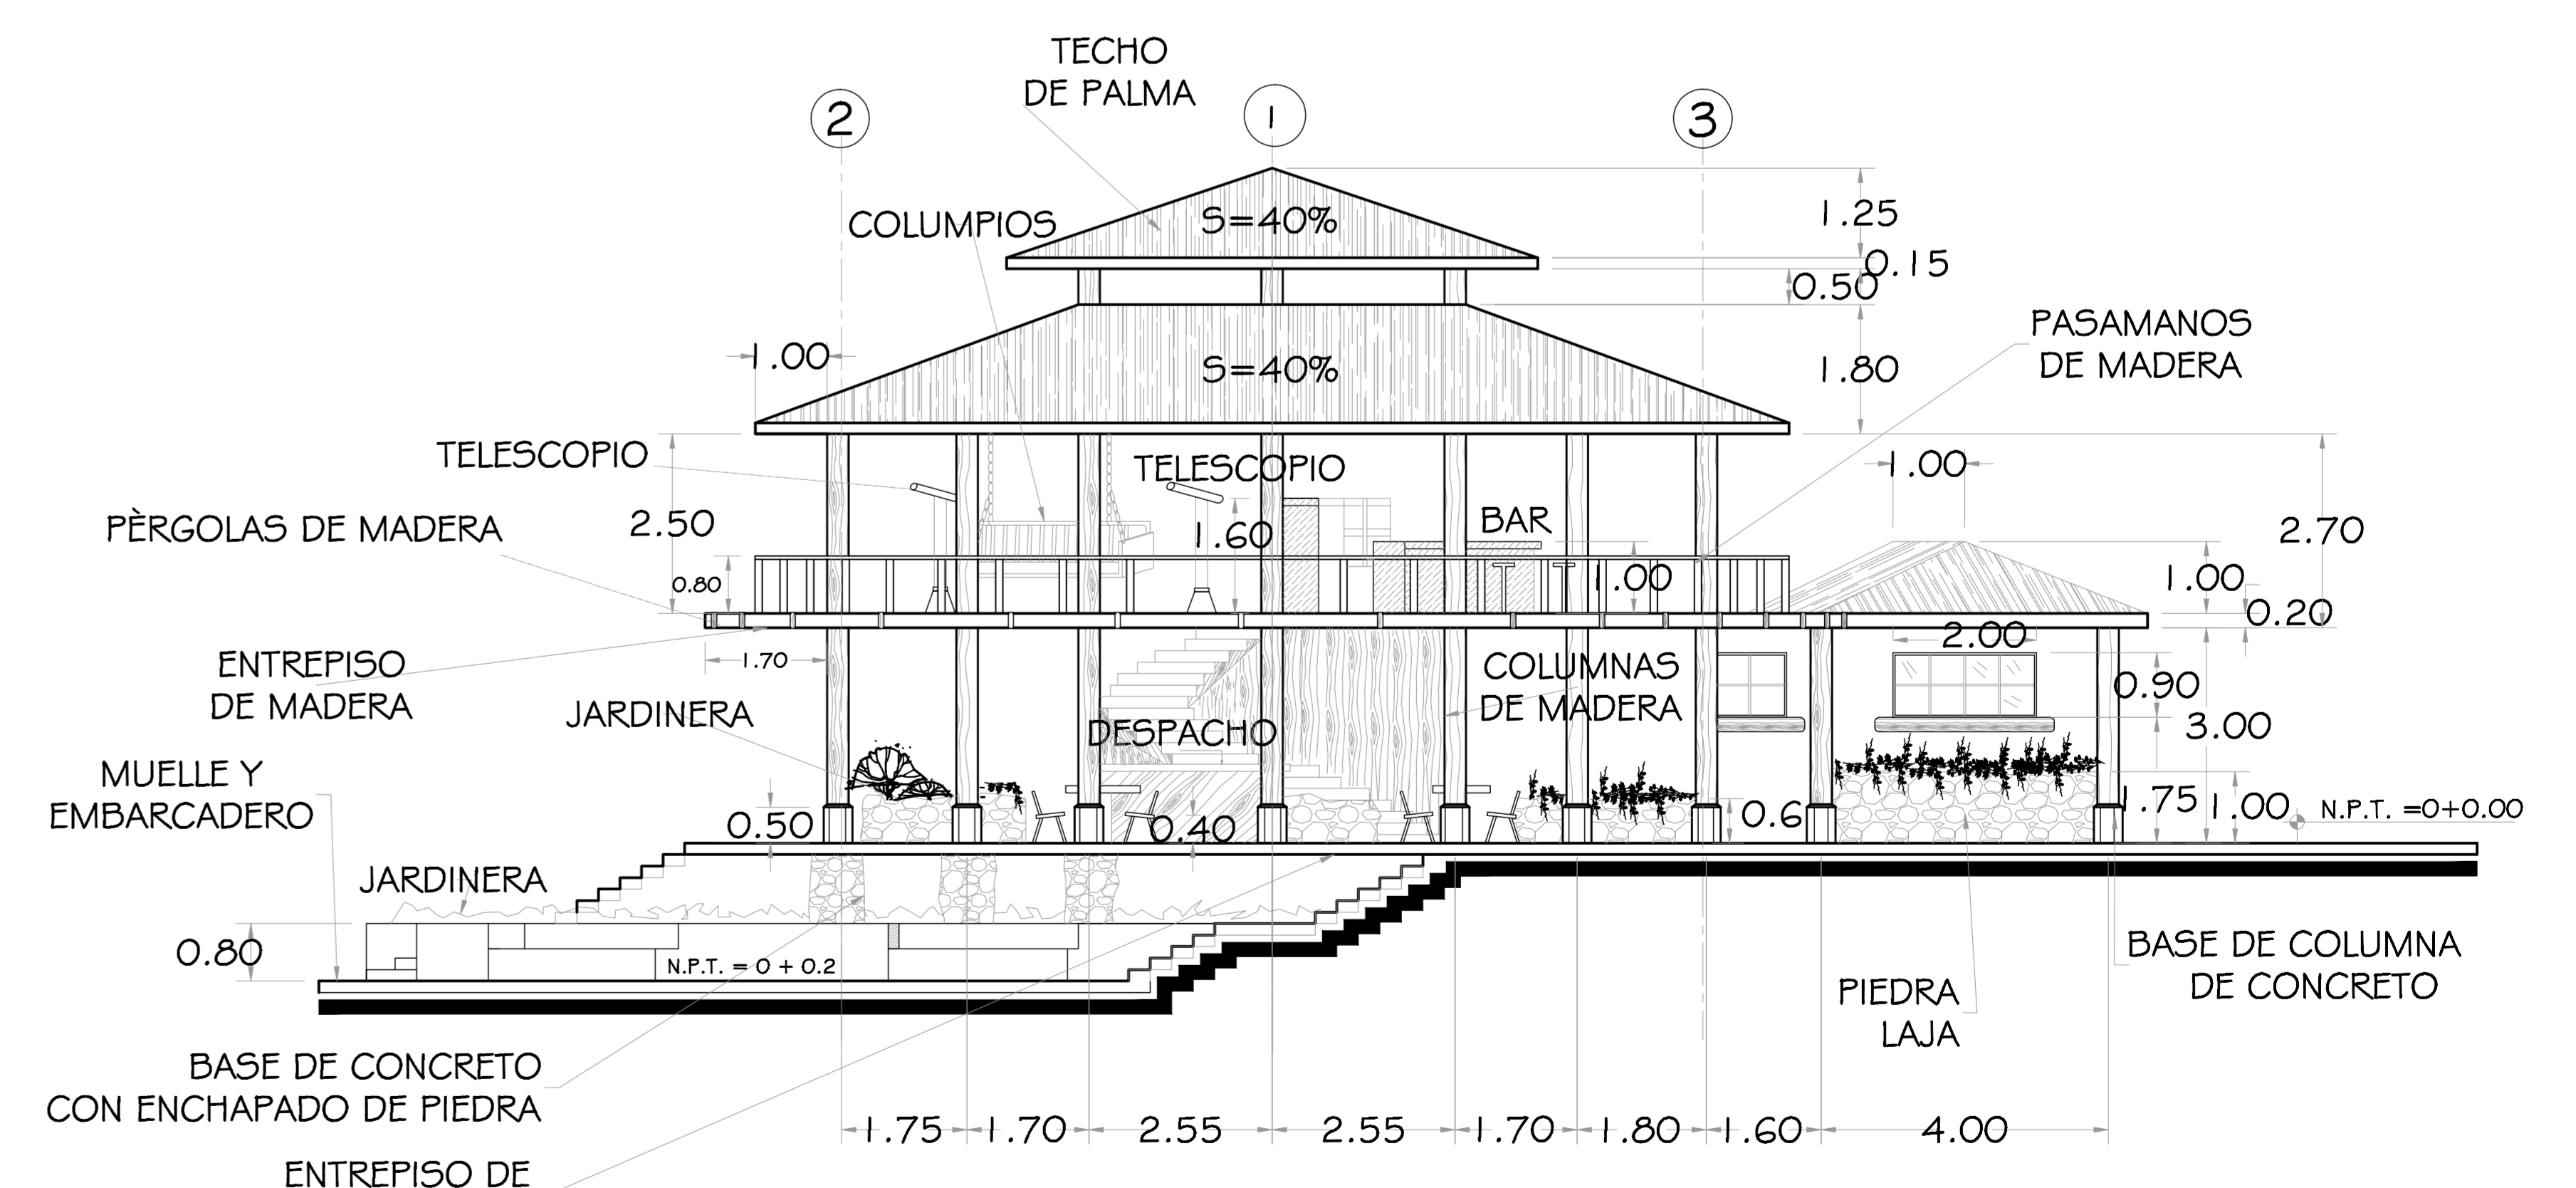 TECHO
DE PALMA
2
1
3
COLUMPIOS
S=40%
1.25
0.15
0.50
PASAMANOS
DE MADERA
1.00
S=40%
1.80
TELESCOPIO
TELESCOPIO
1.00
PÈRGOLAS DE MADERA
2.50
1.60
BAR
2.70
0.80
1.00
1.00
0.20
ENTREPISO
DE MADERA
1.70
2.00
COLUMNAS
DE MADERA
0.90
3.00
JARDINERA
DESPACHO
MUELLE Y
EMBARCADERO
0.50
0.40
0.6
1.75
1.00
N.P.T. =0+0.00
JARDINERA
0.80
N.P.T. = 0 + 0.2
BASE DE COLUMNA
DE CONCRETO
PIEDRA
LAJA
BASE DE CONCRETO
CON ENCHAPADO DE PIEDRA
1.75
1.70
2.55
2.55
1.70
1.80
1.60
4.00
ENTREPISO DE